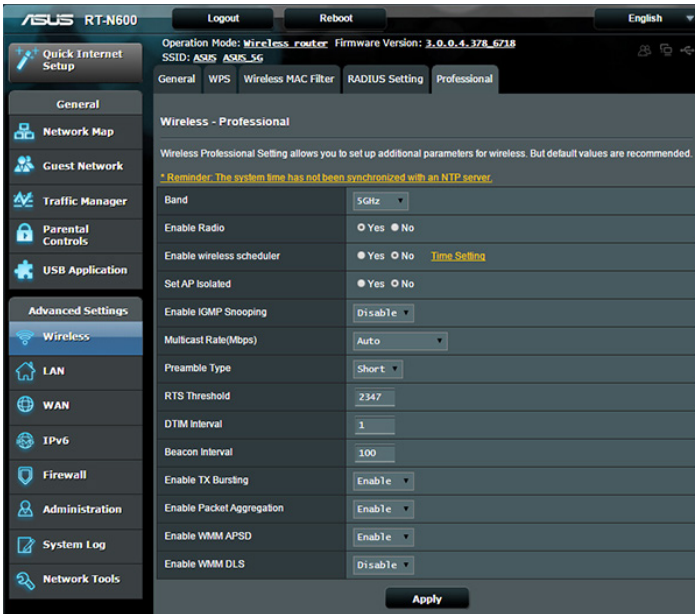 ASUS RT-N600
Logout
Reboot
English
Quick Internet
Setup
General
Network Map
Guest Network
Traffic Manager
Parental
Controls
USB Application
Advanced Settings
Wireless
LAN
WAN
IPv6
Firewall
Administration
System Log
Network Tools
Operation Mode: Wireless router Firmware Version: 3.0.0.4.378_6718
SSID: ASUS ASUS_5G
General WPS Wireless MAC Filter RADIUS Setting Professional
Wireless - Professional
Wireless Professional Setting allows you to set up additional parameters for wireless. But default values are recommended.
* Reminder: The system time has not been synchronized with an NTP server.
Band 5GHz
Enable Radio Yes No
Enable wireless scheduler Yes No Time Setting
Set AP Isolated Yes No
Enable IGMP Snooping Disable
Multicast Rate(Mbps) Auto
Preamble Type Short
RTS Threshold 2347
DTIM Interval 1
Beacon Interval 100
Enable TX Bursting Enable
Enable Packet Aggregation Enable
Enable WMM APSD Enable
Enable WMM DLS Disable
Apply